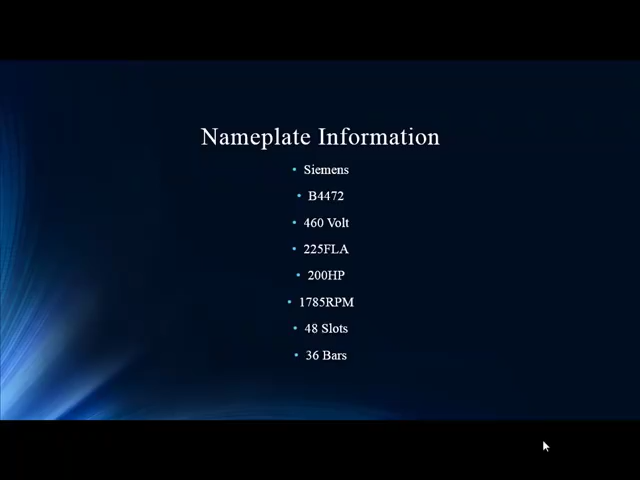 Nameplate Information
• Siemens
• B4472
• 460 Volt
• 225FLA
• 200HP
• 1785RPM
• 48 Slots
• 36 Bars